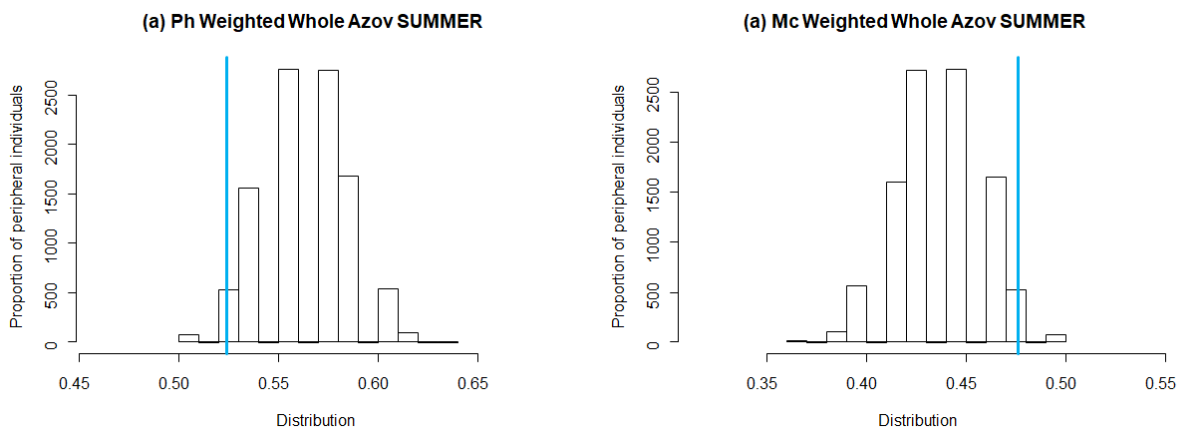 (a) Ph Weighted Whole Azov SUMMER
Proportion of peripheral individuals
2500
2000
1500
1000
500
0
0.45 0.50 0.55 0.60 0.65
Distribution
(a) Mc Weighted Whole Azov SUMMER
Proportion of peripheral individuals
2500
2000
1500
1000
500
0
0.35 0.40 0.45 0.50 0.55
Distribution